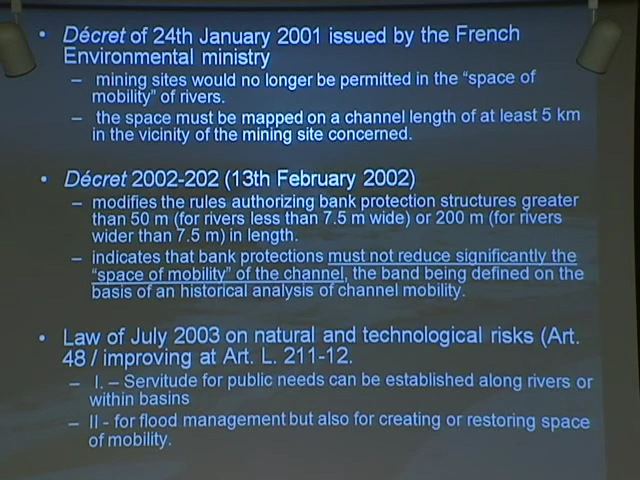 • Décret of 24th January 2001 issued by the French
Environmental ministry
– mining sites would no longer be permitted in the “space of
mobility” of rivers.
– the space must be mapped on a channel length of at least 5 km
in the vicinity of the mining site concerned.
• Décret 2002-202 (13th February 2002)
– modifies the rules authorizing bank protection structures greater
than 50 m (for rivers less than 7.5 m wide) or 200 m (for rivers
wider than 7.5 m) in length.
– indicates that bank protections must not reduce significantly the
“space of mobility” of the channel, the band being defined on the
basis of an historical analysis of channel mobility.
• Law of July 2003 on natural and technological risks (Art.
48 / improving at Art. L. 211-12.
– I. – Servitude for public needs can be established along rivers or
within basins
– II - for flood management but also for creating or restoring space
of mobility.